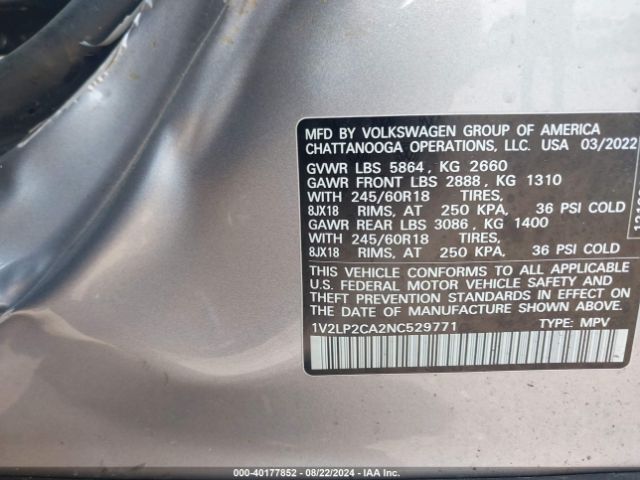 MFD BY VOLKSWAGEN GROUP OF AMERICA
CHATTANOOGA OPERATIONS, LLC. USA 03/2022
GVWR LBS 5864, KG 2660
GAWR FRONT LBS 2888, KG 1310
WITH 245/60R18 TIRES,
8JX18 RIMS, AT 250 KPA, 36 PSI COLD
GAWR REAR LBS 3086, KG 1400
WITH 245/60R18 TIRES,
8JX18 RIMS, AT 250 KPA, 36 PSI COLD
THIS VEHICLE CONFORMS TO ALL APPLICABLE
U.S. FEDERAL MOTOR VEHICLE SAFETY AND
THEFT PREVENTION STANDARDS IN EFFECT ON
THE DATE OF MANUFACTURE SHOWN ABOVE.
1V2LP2CA2NC529771 TYPE: MPV
000-40177852 - 08/22/2024 - IAA Inc.